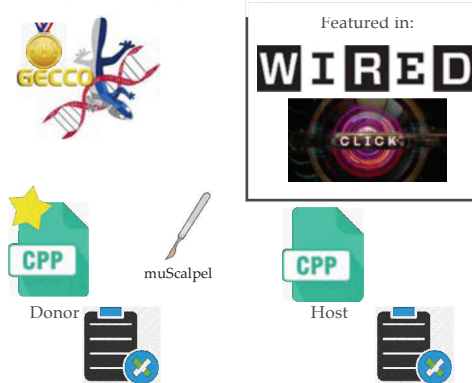 GECCO
Featured in:
WIRED
CLICK
CPP
muScalpel
CPP
Donor
Host